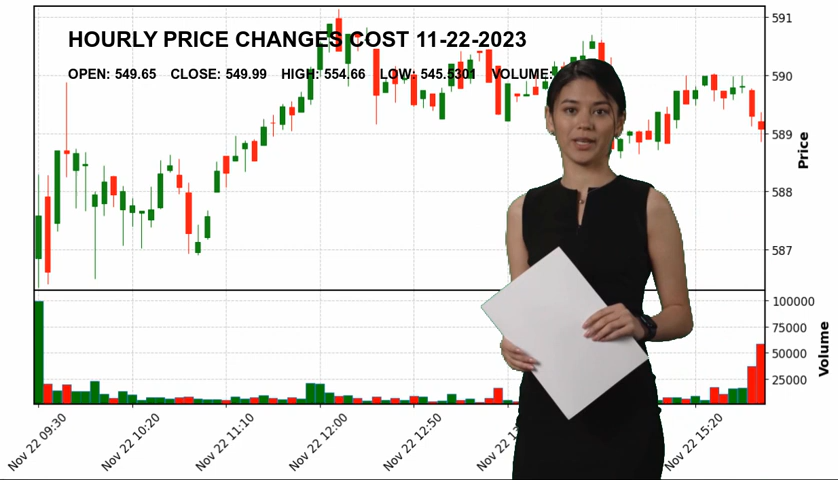 HOURLY PRICE CHANGES COST 11-22-2023
OPEN: 549.65 CLOSE: 549.99 HIGH: 554.66 LOW: 545.5301 VOLUME:
591
590
589
588
587
Price
100000
75000
50000
25000
Volume
Nov 22 09:30
Nov 22 10:20
Nov 22 11:10
Nov 22 12:00
Nov 22 12:50
Nov 22
Nov 22 15:20